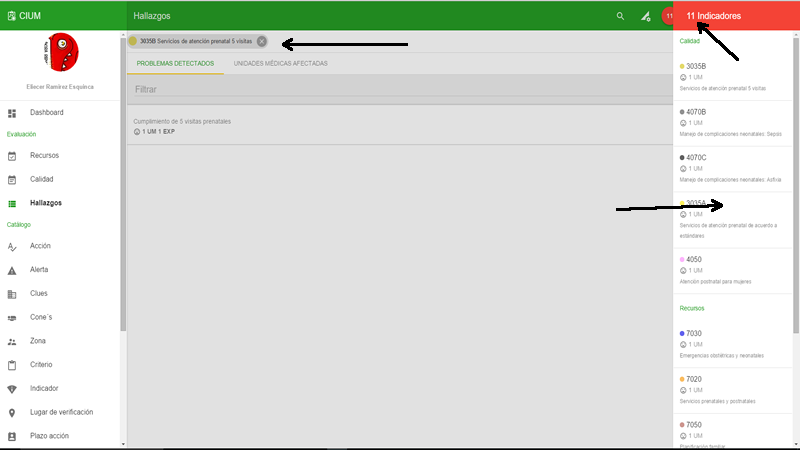 CIUM
Eliecer Ramirez Esquinca
Dashboard
Evaluación
Recursos
Calidad
Hallazgos
Catálogo
Acción
Alerta
Clues
Cone´s
Zona
Criterio
Indicador
Lugar de verificación
Plazo acción
Hallazgos
11
3035B Servicios de atención prenatal 5 visitas
PROBLEMAS DETECTADOS
UNIDADES MÉDICAS AFECTADAS
Filtrar
Cumplimiento de 5 visitas prenatales
1 UM 1 EXP
11 Indicadores
Calidad
3035B
1 UM
Servicios de atención prenatal 5 visitas
4070B
1 UM
Manejo de complicaciones neonatales: Sepsis
4070C
1 UM
Manejo de complicaciones neonatales: Asfixia
3035A
1 UM
Servicios de atención prenatal de acuerdo a
estándares
4050
1 UM
Atención postnatal para mujeres
Recursos
7030
1 UM
Emergencias obstétricas y neonatales
7020
1 UM
Servicios prenatales y postnatales
7050
1 UM
Planificación familiar